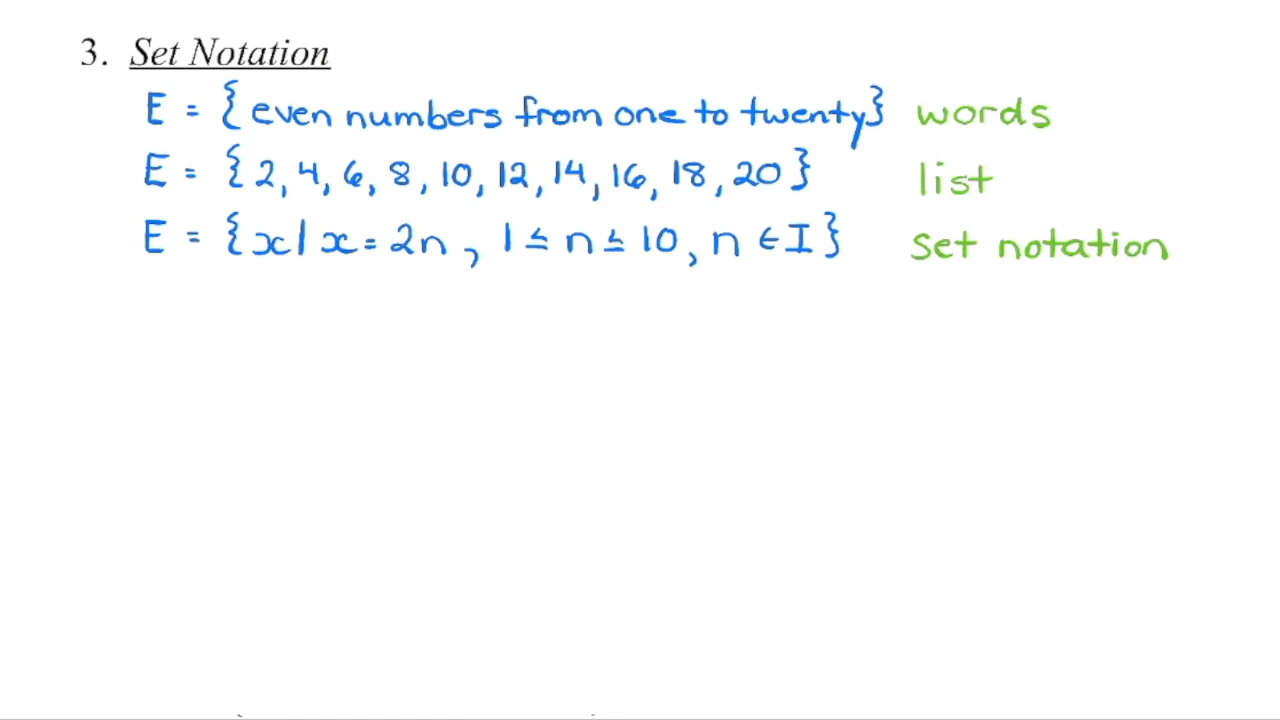 3. Set Notation
E = {even numbers from one to twenty} words
E = {2, 4, 6, 8, 10, 12, 14, 16, 18, 20} list
E = {x | x = 2n, 1 ≤ n ≤ 10, n ∈ I} set notation